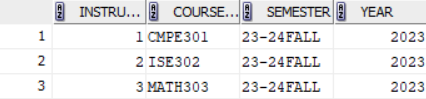 INSTRU... COURSE... SEMESTER YEAR
1 1 CMPE301 23-24FALL 2023
2 2 ISE302 23-24FALL 2023
3 3 MATH303 23-24FALL 2023